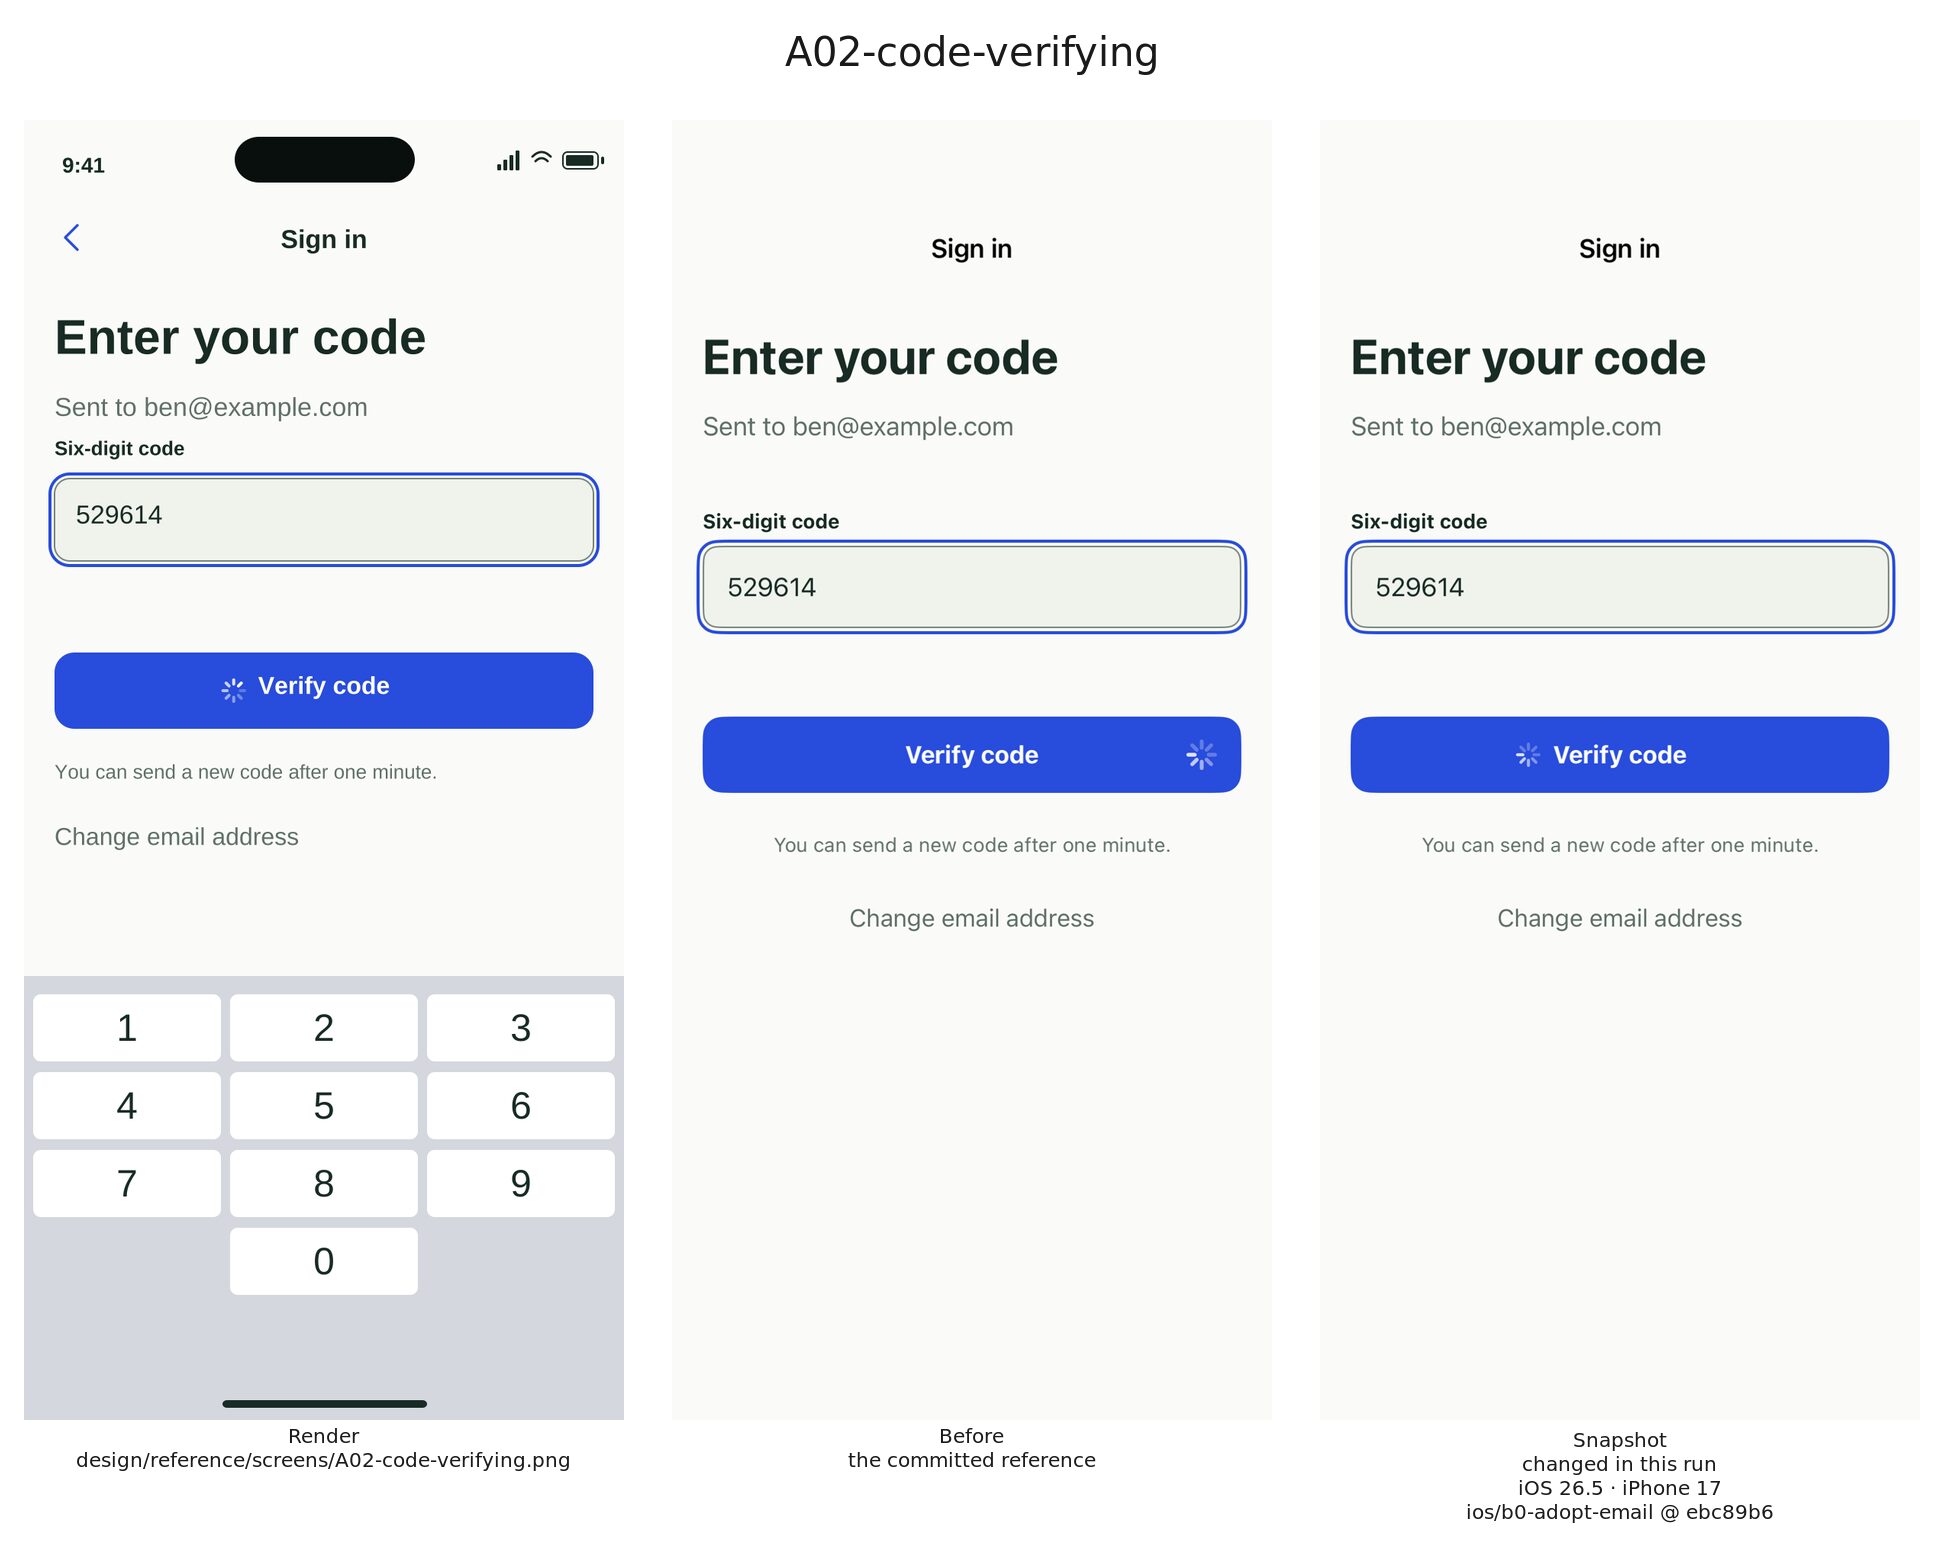 A02-code-verifying
9:41
Sign in
Enter your code
Sent to ben@example.com
Six-digit code
529614
Verify code
You can send a new code after one minute.
Change email address
1 2 3
4 5 6
7 8 9
0
Render
design/reference/screens/A02-code-verifying.png
Sign in
Enter your code
Sent to ben@example.com
Six-digit code
529614
Verify code
You can send a new code after one minute.
Change email address
Before
the committed reference
Sign in
Enter your code
Sent to ben@example.com
Six-digit code
529614
Verify code
You can send a new code after one minute.
Change email address
Snapshot
changed in this run
iOS 26.5 · iPhone 17
ios/b0-adopt-email @ ebc89b6